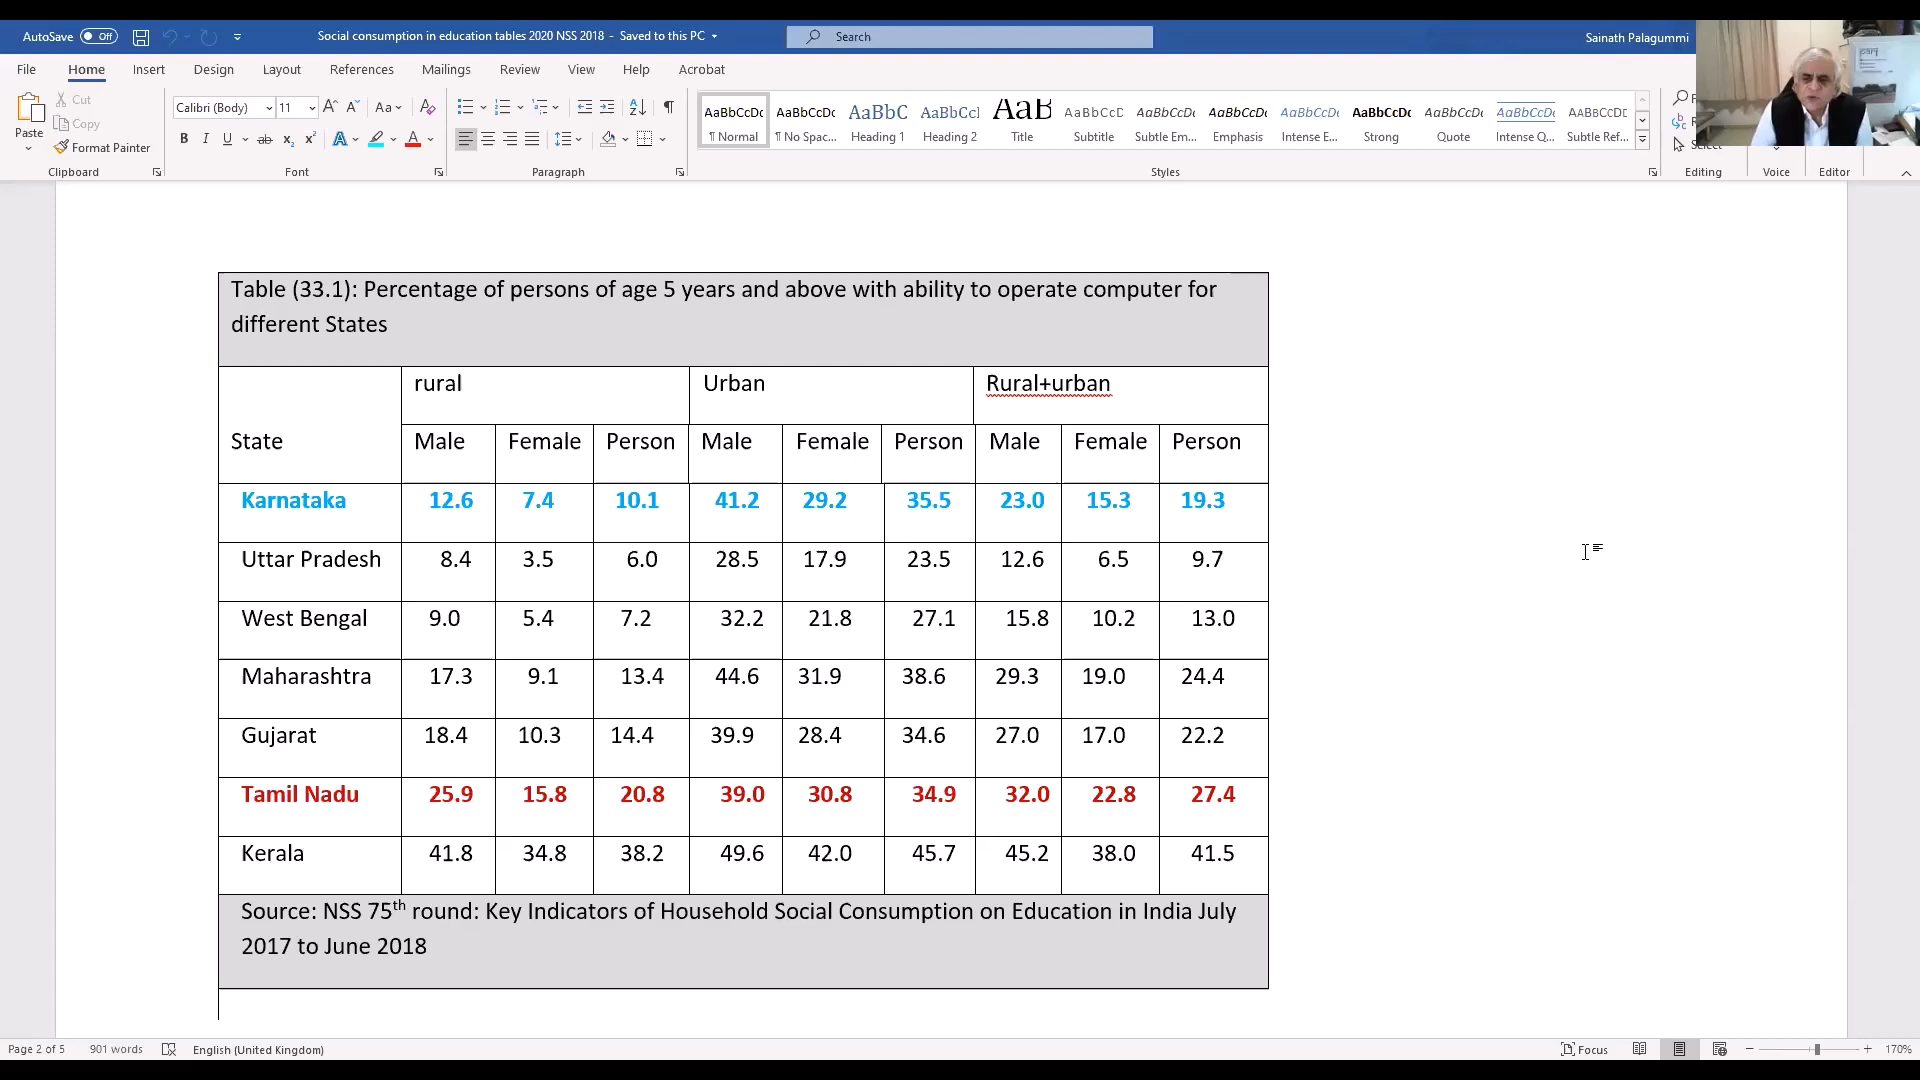 AutoSave Off
Social consumption in education tables 2020 NSS 2018 - Saved to this PC
Search
Sainath Palagummi
File Home Insert Design Layout References Mailings Review View Help Acrobat
Paste
Cut
Copy
Format Painter
Clipboard
Calibri (Body) 11
Font
Paragraph
AaBbCcDc AaBbCcDc AaBbC AaBbCcl AaB AaBbCcD AaBbCcDc AaBbCcDc AaBbCcDc AaBbCcDc AaBbCcDc AaBbCcDc AaBbCcDc
¶ Normal ¶ No Spac... Heading 1 Heading 2 Title Subtitle Subtle Em... Emphasis Intense E... Strong Quote Intense Q... Subtle Ref...
Styles
Select
Editing
Voice
Editor
Table (33.1): Percentage of persons of age 5 years and above with ability to operate computer for
different States
rural Urban Rural+urban
State Male Female Person Male Female Person Male Female Person
Karnataka 12.6 7.4 10.1 41.2 29.2 35.5 23.0 15.3 19.3
Uttar Pradesh 8.4 3.5 6.0 28.5 17.9 23.5 12.6 6.5 9.7
West Bengal 9.0 5.4 7.2 32.2 21.8 27.1 15.8 10.2 13.0
Maharashtra 17.3 9.1 13.4 44.6 31.9 38.6 29.3 19.0 24.4
Gujarat 18.4 10.3 14.4 39.9 28.4 34.6 27.0 17.0 22.2
Tamil Nadu 25.9 15.8 20.8 39.0 30.8 34.9 32.0 22.8 27.4
Kerala 41.8 34.8 38.2 49.6 42.0 45.7 45.2 38.0 41.5
Source: NSS 75th round: Key Indicators of Household Social Consumption on Education in India July
2017 to June 2018
Page 2 of 5 901 words English (United Kingdom) Focus 170%